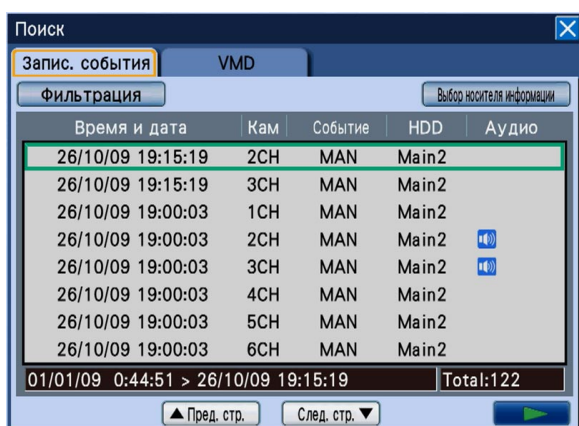 Поиск
Запис. события VMD
Фильтрация Выбор носителя информации
Время и дата Кам Событие HDD Аудио
26/10/09 19:15:19 2CH MAN Main2
26/10/09 19:15:19 3CH MAN Main2
26/10/09 19:00:03 1CH MAN Main2
26/10/09 19:00:03 2CH MAN Main2
26/10/09 19:00:03 3CH MAN Main2
26/10/09 19:00:03 4CH MAN Main2
26/10/09 19:00:03 5CH MAN Main2
26/10/09 19:00:03 6CH MAN Main2
01/01/09 0:44:51 > 26/10/09 19:15:19 Total:122
▲ Пред. стр. След. стр. ▼